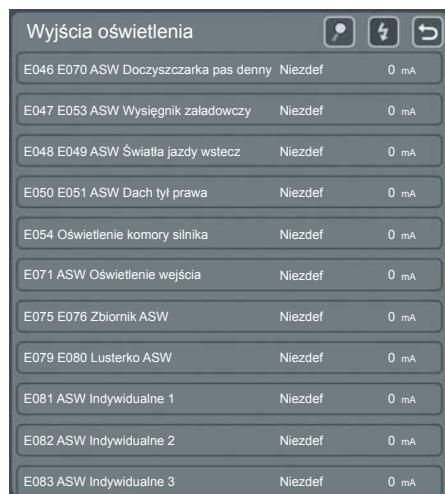 Wyjścia oświetlenia
E046 E070 ASW Doczyszczarka pas denny Niezdef 0 mA
E047 E053 ASW Wysięgnik załadowczy Niezdef 0 mA
E048 E049 ASW Światła jazdy wstecz Niezdef 0 mA
E050 E051 ASW Dach tył prawa Niezdef 0 mA
E054 Oświetlenie komory silnika Niezdef 0 mA
E071 ASW Oświetlenie wejścia Niezdef 0 mA
E075 E076 Zbiornik ASW Niezdef 0 mA
E079 E080 Lusterko ASW Niezdef 0 mA
E081 ASW Indywidualne 1 Niezdef 0 mA
E082 ASW Indywidualne 2 Niezdef 0 mA
E083 ASW Indywidualne 3 Niezdef 0 mA